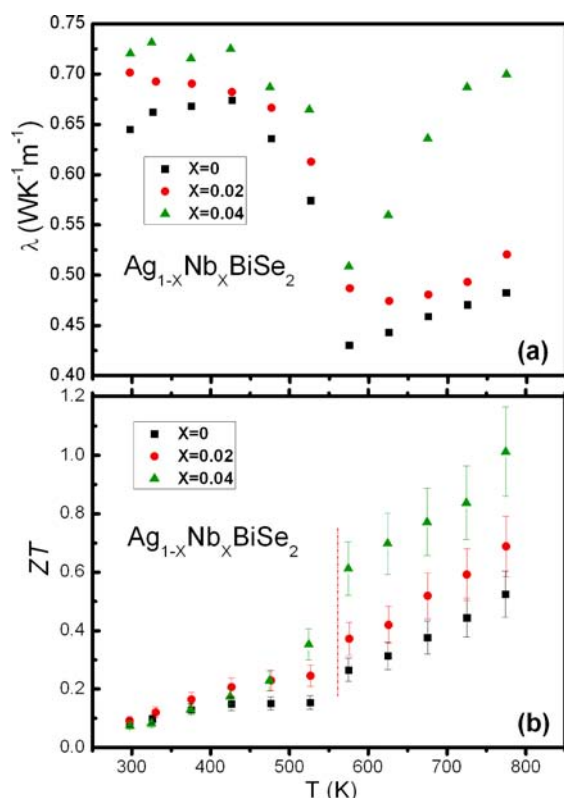 0.75
0.70
0.65
0.60
0.55
0.50
0.45
0.40
λ (WK⁻¹m⁻¹)
X=0
X=0.02
X=0.04
Ag₁₋ₓNbₓBiSe₂
(a)
1.2
1.0
0.8
0.6
0.4
0.2
0.0
ZT
X=0
X=0.02
X=0.04
Ag₁₋ₓNbₓBiSe₂
(b)
300 400 500 600 700 800
T (K)